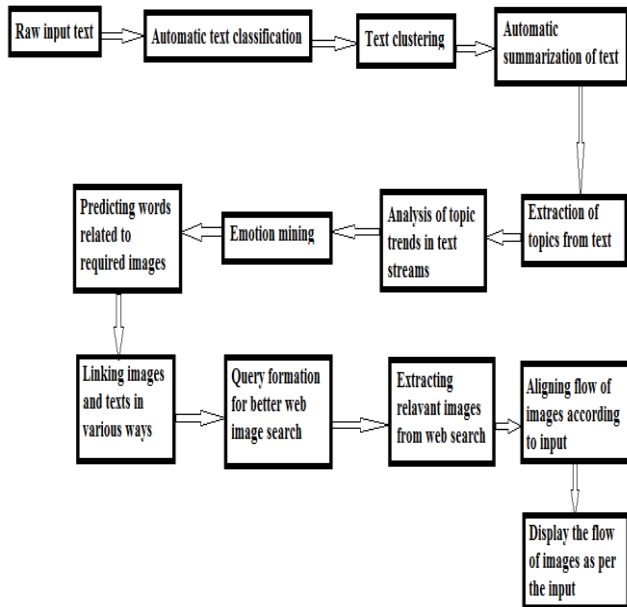 Raw input text
Automatic text classification
Text clustering
Automatic
summarization of text
Extraction of
topics from text
Analysis of topic
trends in text
streams
Emotion mining
Predicting words
related to
required images
Linking images
and texts in
various ways
Query formation
for better web
image search
Extracting
relavant images
from web search
Aligning flow of
images according
to input
Display the flow
of images as per
the input